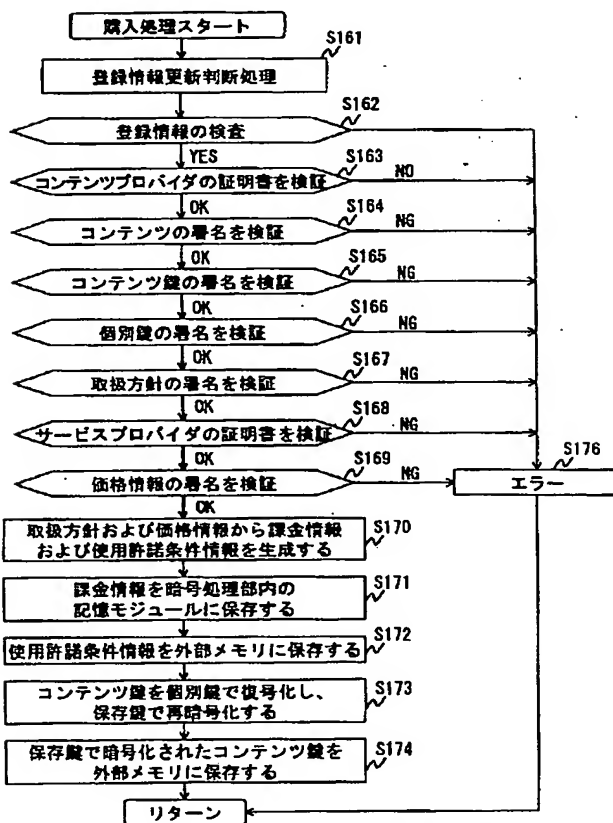 購入処理スタート
S161
登録情報更新判断処理
S162
登録情報の検査
YES
S163
コンテンツプロバイダの証明書を検証
NO
OK
S164
コンテンツの署名を検証
NG
OK
S165
コンテンツ鍵の署名を検証
NG
OK
S166
個別鍵の署名を検証
NG
OK
S167
取扱方針の署名を検証
NG
OK
S168
サービスプロバイダの証明書を検証
OK
S169
価格情報の署名を検証
NG
S176
エラー
OK
取扱方針および価格情報から課金情報
および使用許諾条件情報を生成する
S170
課金情報を暗号処理部内の
記憶モジュールに保存する
S171
使用許諾条件情報を外部メモリに保存する
S172
コンテンツ鍵を個別鍵で復号化し、
保存鍵で再暗号化する
S173
保存鍵で暗号化されたコンテンツ鍵を
外部メモリに保存する
S174
リターン